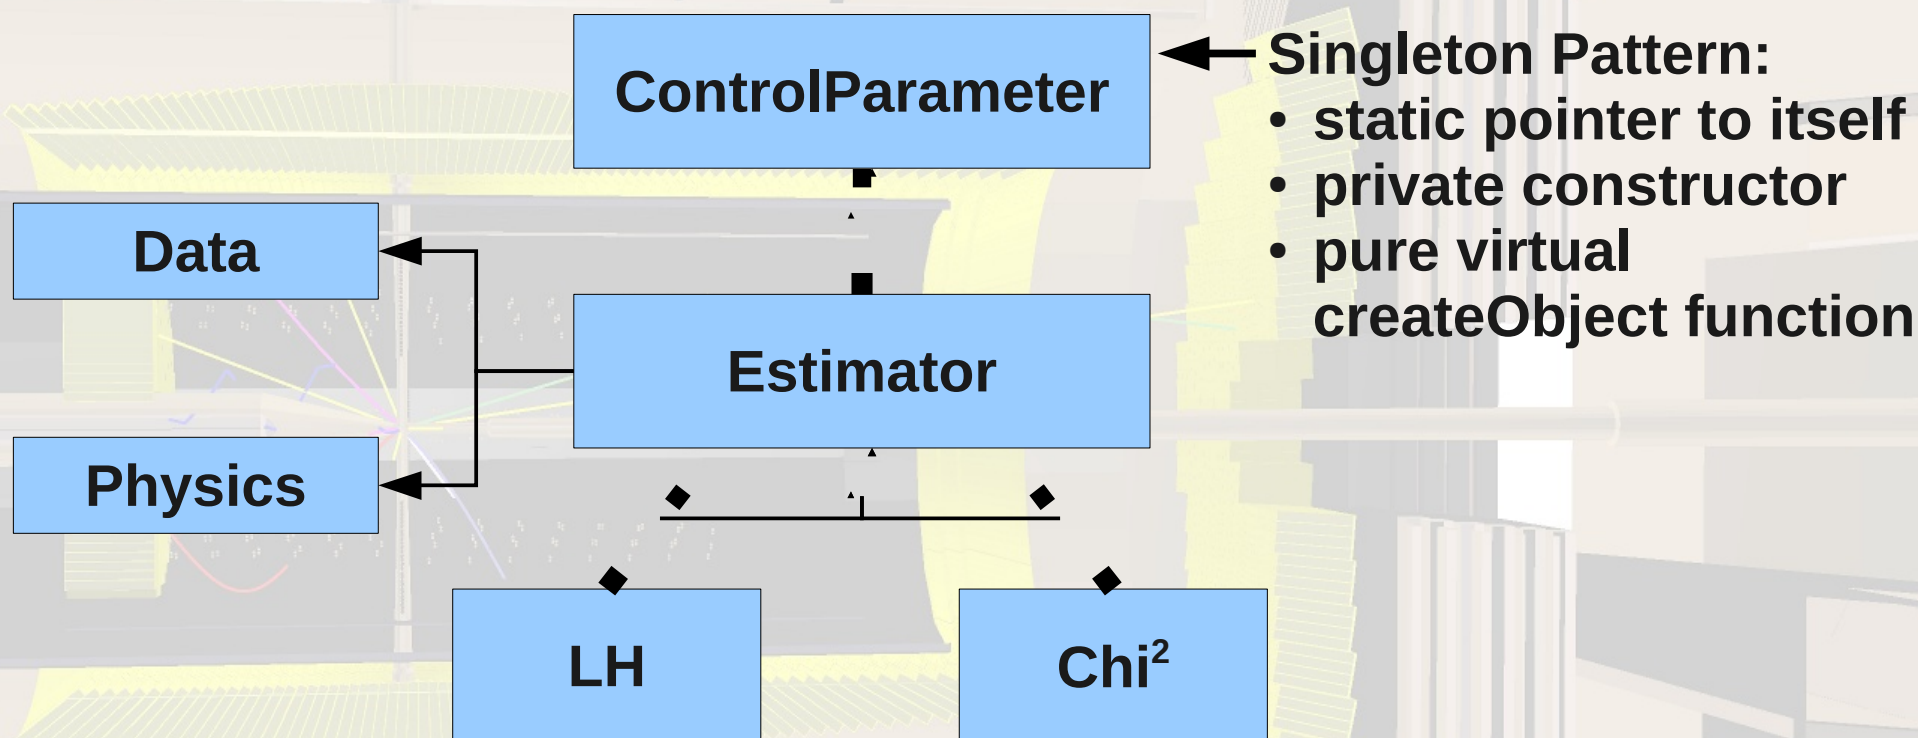 ControlParameter
Singleton Pattern:
• static pointer to itself
• private constructor
• pure virtual
createObject function
Data
Estimator
Physics
LH
Chi²